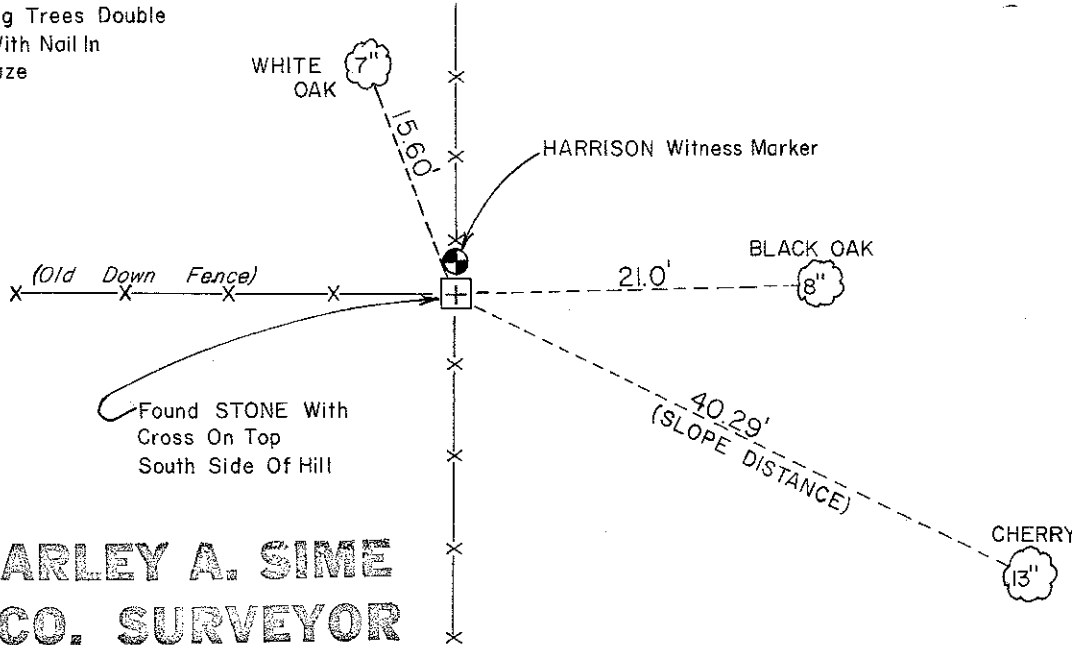 g Trees Double
With Nail In
aze
WHITE
OAK
7"
15.60'
HARRISON Witness Marker
BLACK OAK
8"
21.0'
(Old Down Fence)
Found STONE With
Cross On Top
South Side Of Hill
40.29'
(SLOPE DISTANCE)
CHERRY
13"
ARLEY A. SIME
CO. SURVEYOR